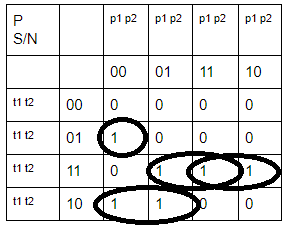 P p1 p2 p1 p2 p1 p2 p1 p2
S/N
00 01 11 10
t1 t2 00 0 0 0 0
t1 t2 01 1 0 0 0
t1 t2 11 0 1 1 1
t1 t2 10 1 1 0 0